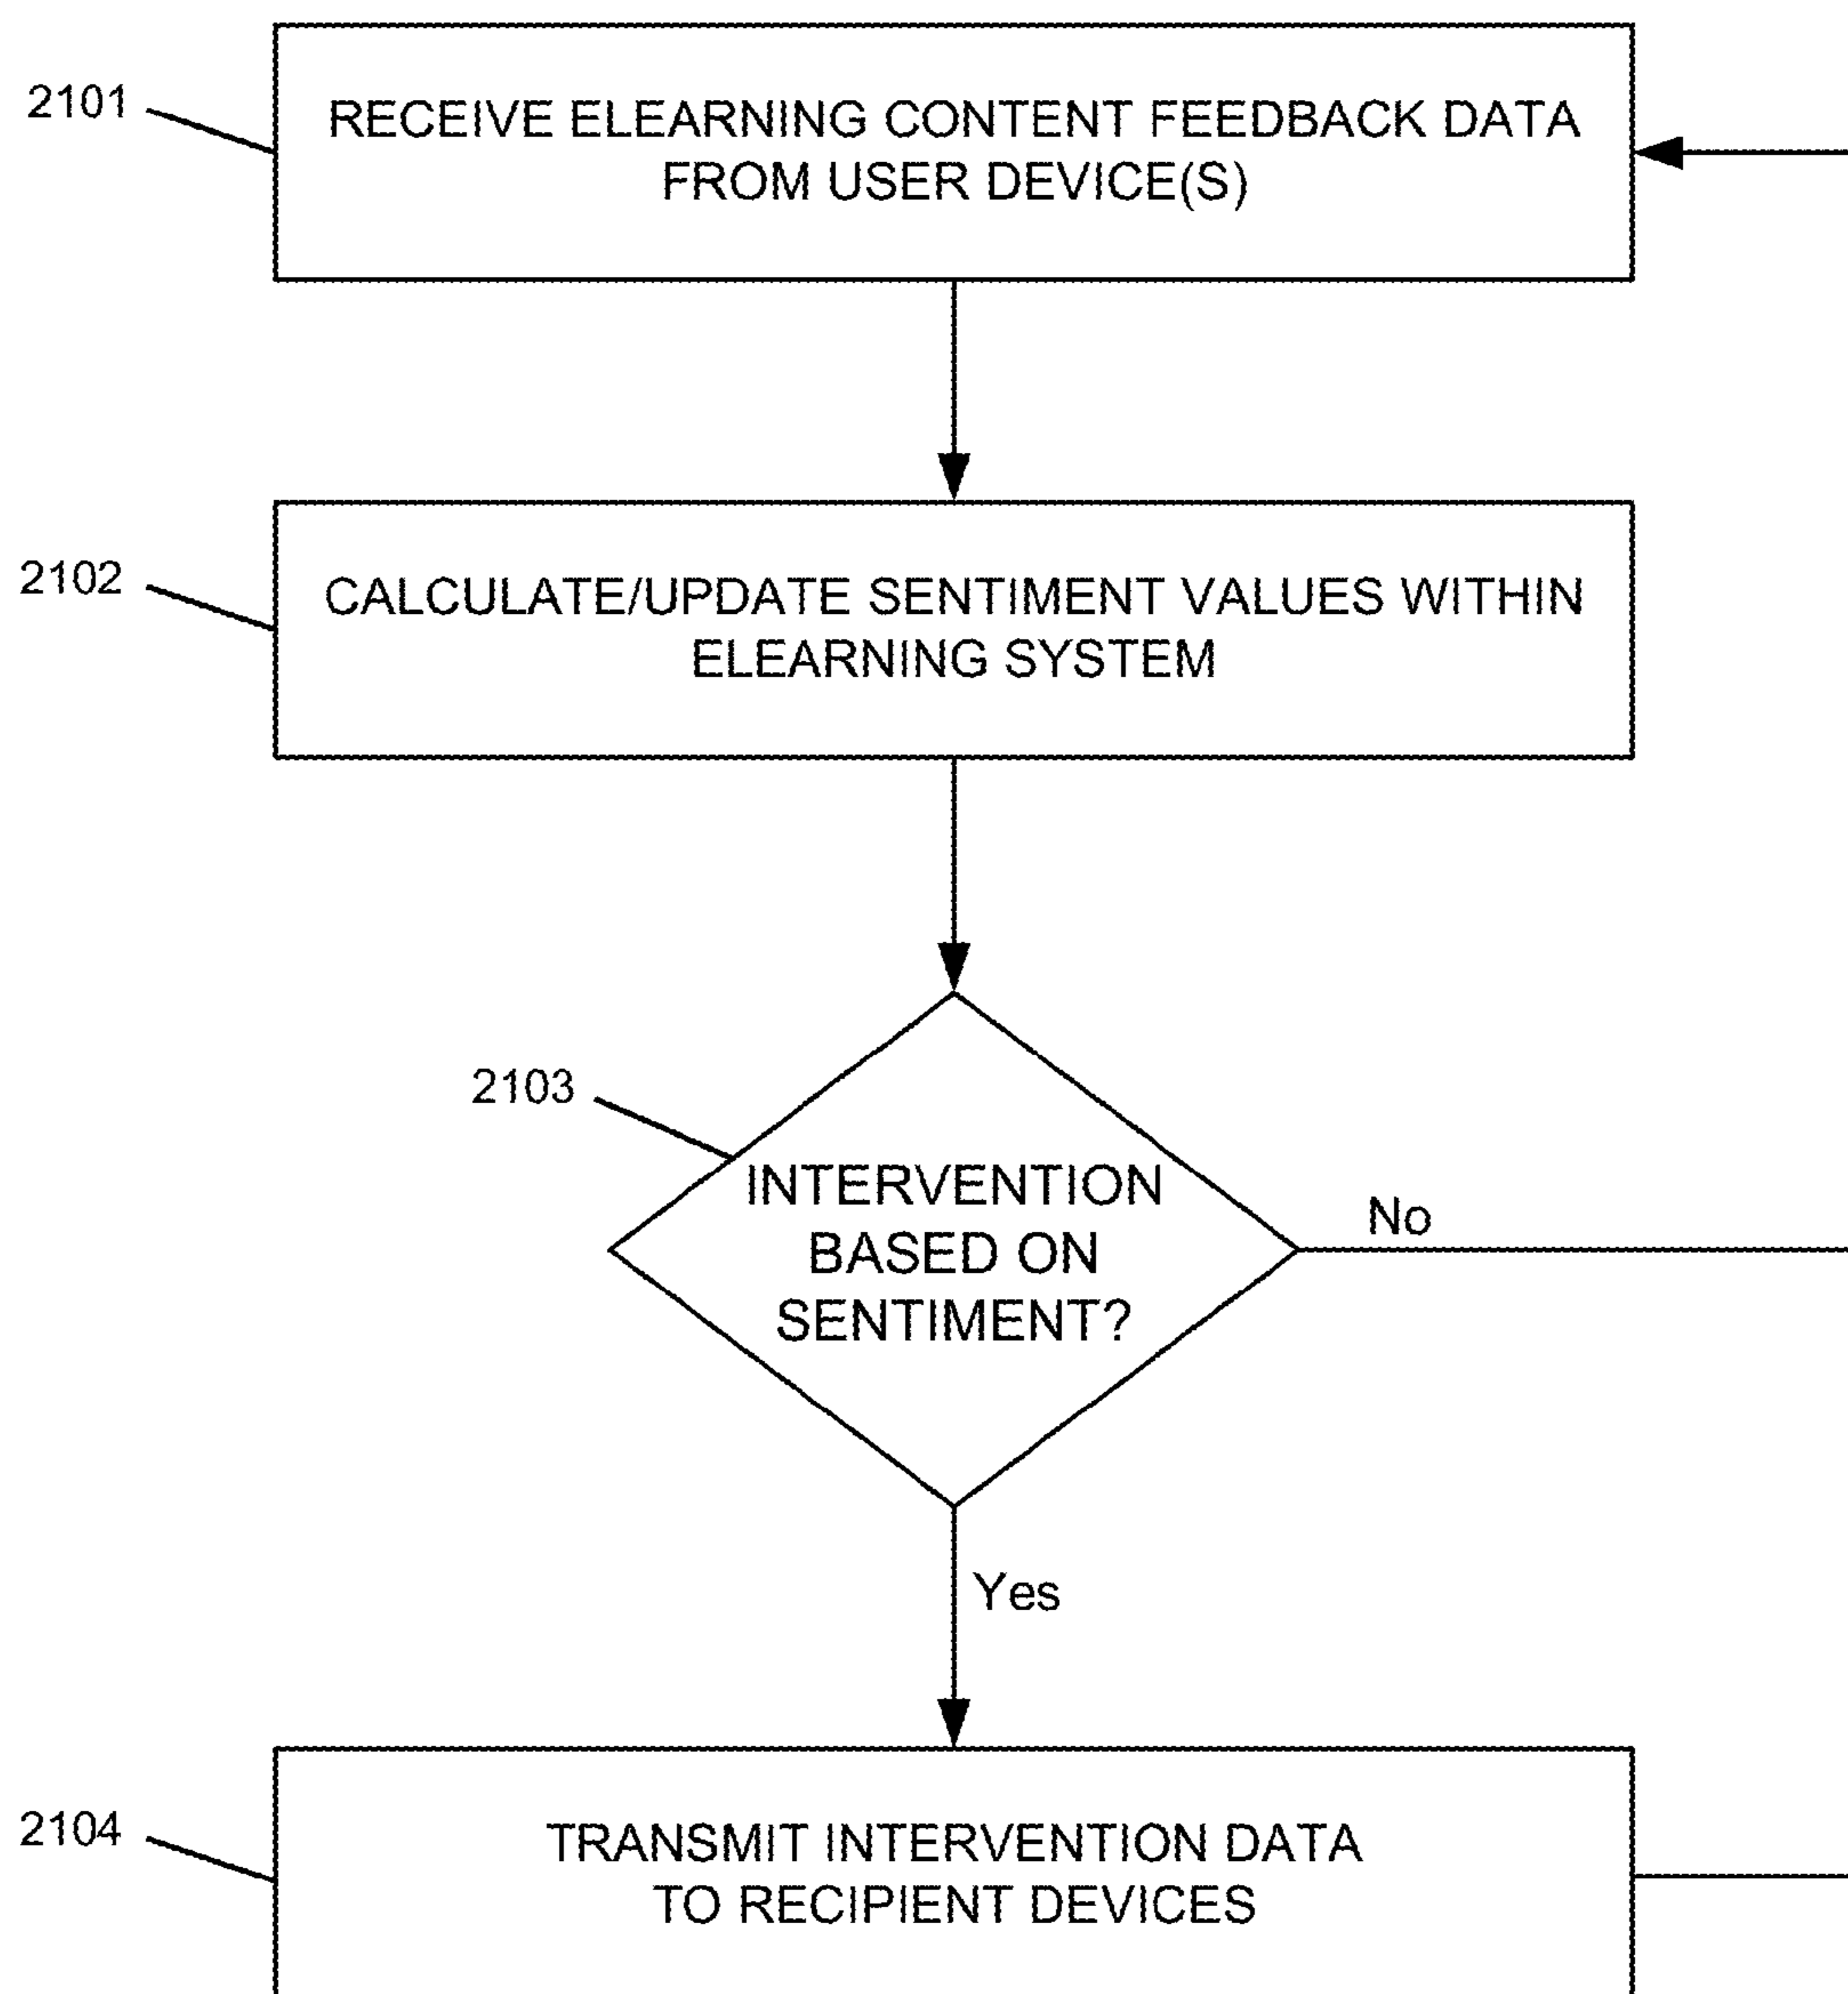 2101
RECEIVE ELEARNING CONTENT FEEDBACK DATA
FROM USER DEVICE(S)
2102
CALCULATE/UPDATE SENTIMENT VALUES WITHIN
ELEARNING SYSTEM
2103
INTERVENTION
BASED ON
SENTIMENT?
No
Yes
2104
TRANSMIT INTERVENTION DATA
TO RECIPIENT DEVICES